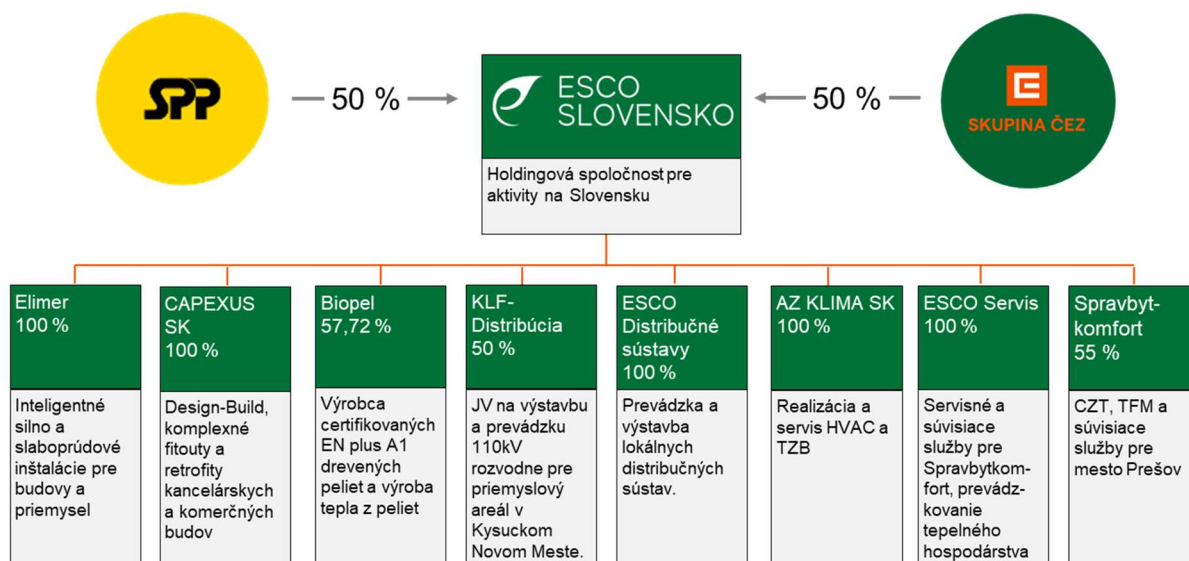 SPP
50 %
ESCO
SLOVENSKO
50 %
SKUPINA ČEZ
Holdingová spoločnosť pre
aktivity na Slovensku
Elimer
100 %
Inteligentné
silno a
slaboprúdové
inštalácie pre
budovy a
priemysel
CAPEXUS
SK
100 %
Design-Build,
komplexné
fitouty a
retrofity
kancelárskych
a komerčných
budov
Biopel
57,72 %
Výrobca
certifikovaných
EN plus A1
drevených
peliet a výroba
tepla z peliet
KLF-
Distribúcia
50 %
JV na výstavbu
a prevádzku
110kV
rozvodne pre
priemyslový
areál v
Kysuckom
Novom Meste.
ESCO
Distribučné
sústavy
100 %
Prevádzka a
výstavba
lokálnych
distribučných
sústav.
AZ KLIMA SK
100 %
Realizácia a
servis HVAC a
TZB
ESCO Servis
100 %
Servisné a
súvisiace
služby pre
Spravbytkom-
fort, prevádz-
kovanie
tepelného
hospodárstva
Spravbyt-
komfort
55 %
CZT, TFM a
súvisiace
služby pre
mesto Prešov